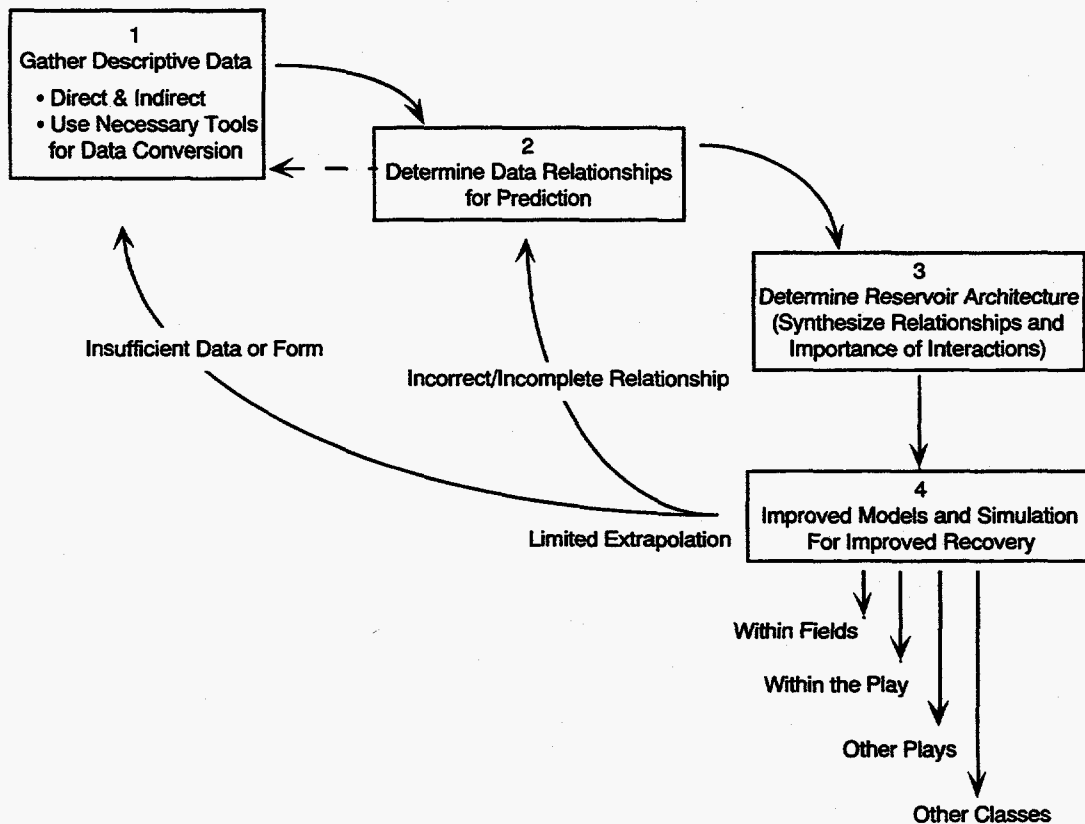 1
Gather Descriptive Data
• Direct & Indirect
• Use Necessary Tools
for Data Conversion
2
Determine Data Relationships
for Prediction
3
Determine Reservoir Architecture
(Synthesize Relationships and
Importance of Interactions)
Insufficient Data or Form
Incorrect/Incomplete Relationship
4
Improved Models and Simulation
For Improved Recovery
Limited Extrapolation
Within Fields
Within the Play
Other Plays
Other Classes